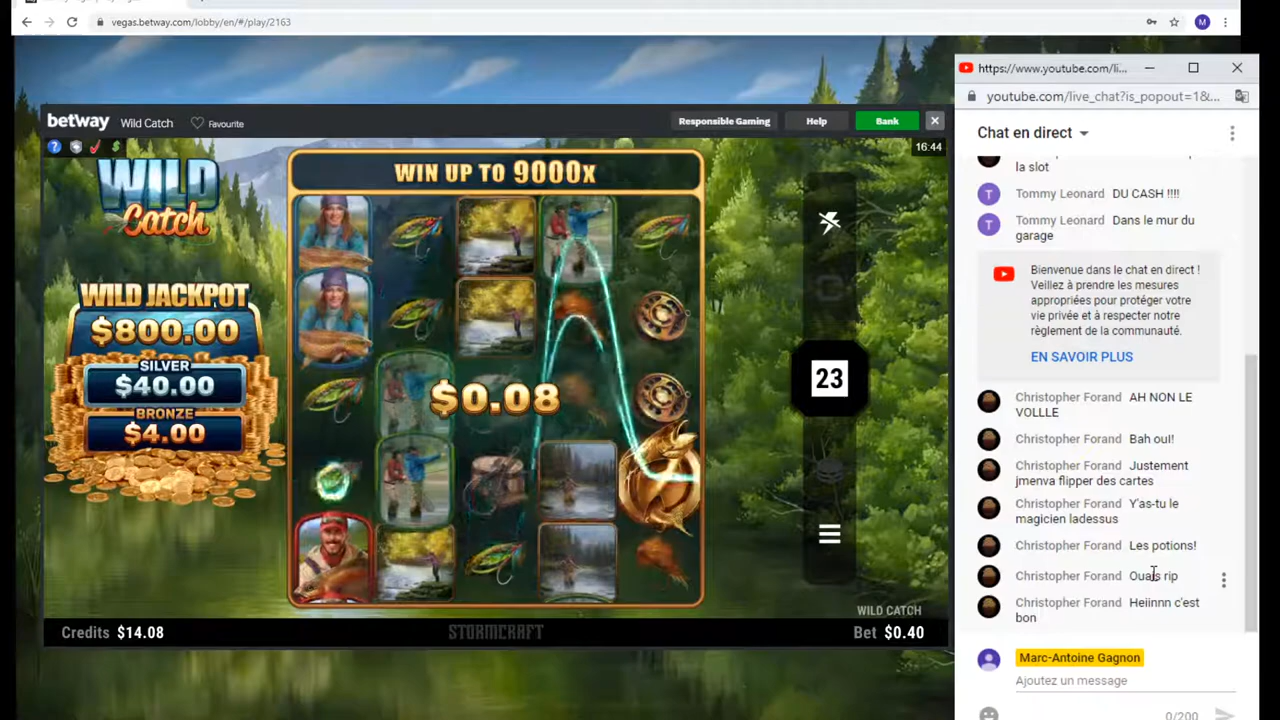 vegas.betway.com/lobby/en/#/play/2163
M
betway
Wild Catch
Favourite
Responsible Gaming
Help
Bank
16:44
WILD
Catch
WIN UP TO 9000x
WILD JACKPOT
$800.00
SILVER
$40.00
BRONZE
$4.00
$0.08
23
WILD CATCH
Credits $14.08
STORMCRAFT
Bet $0.40
https://www.youtube.com/li...
youtube.com/live_chat?is_popout=1&...
Chat en direct
la slot
T
Tommy Leonard DU CASH !!!!
T
Tommy Leonard Dans le mur du
garage
Bienvenue dans le chat en direct !
Veillez à prendre les mesures
appropriées pour protéger votre
vie privée et à respecter notre
règlement de la communauté.
EN SAVOIR PLUS
Christopher Forand AH NON LE
VOLLLE
Christopher Forand Bah oui!
Christopher Forand Justement
jmenva flipper des cartes
Christopher Forand Y'as-tu le
magicien ladessus
Christopher Forand Les potions!
Christopher Forand Ouais rip
Christopher Forand Heiinnn c'est
bon
Marc-Antoine Gagnon
Ajoutez un message
0/200